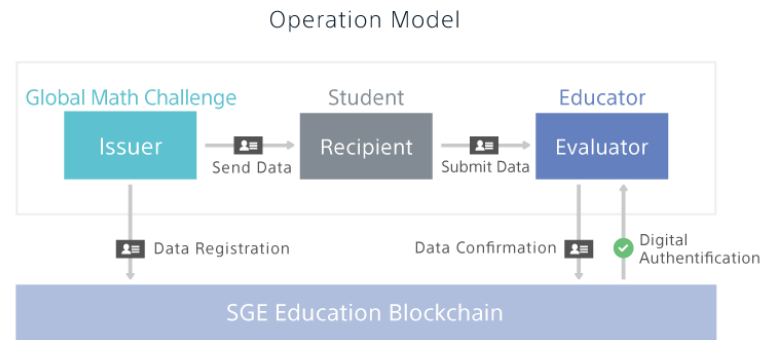 Operation Model
Global Math Challenge
Student
Educator
Issuer
Recipient
Evaluator
Send Data
Submit Data
Data Registration
Data Confirmation
Digital
Authentification
SGE Education Blockchain